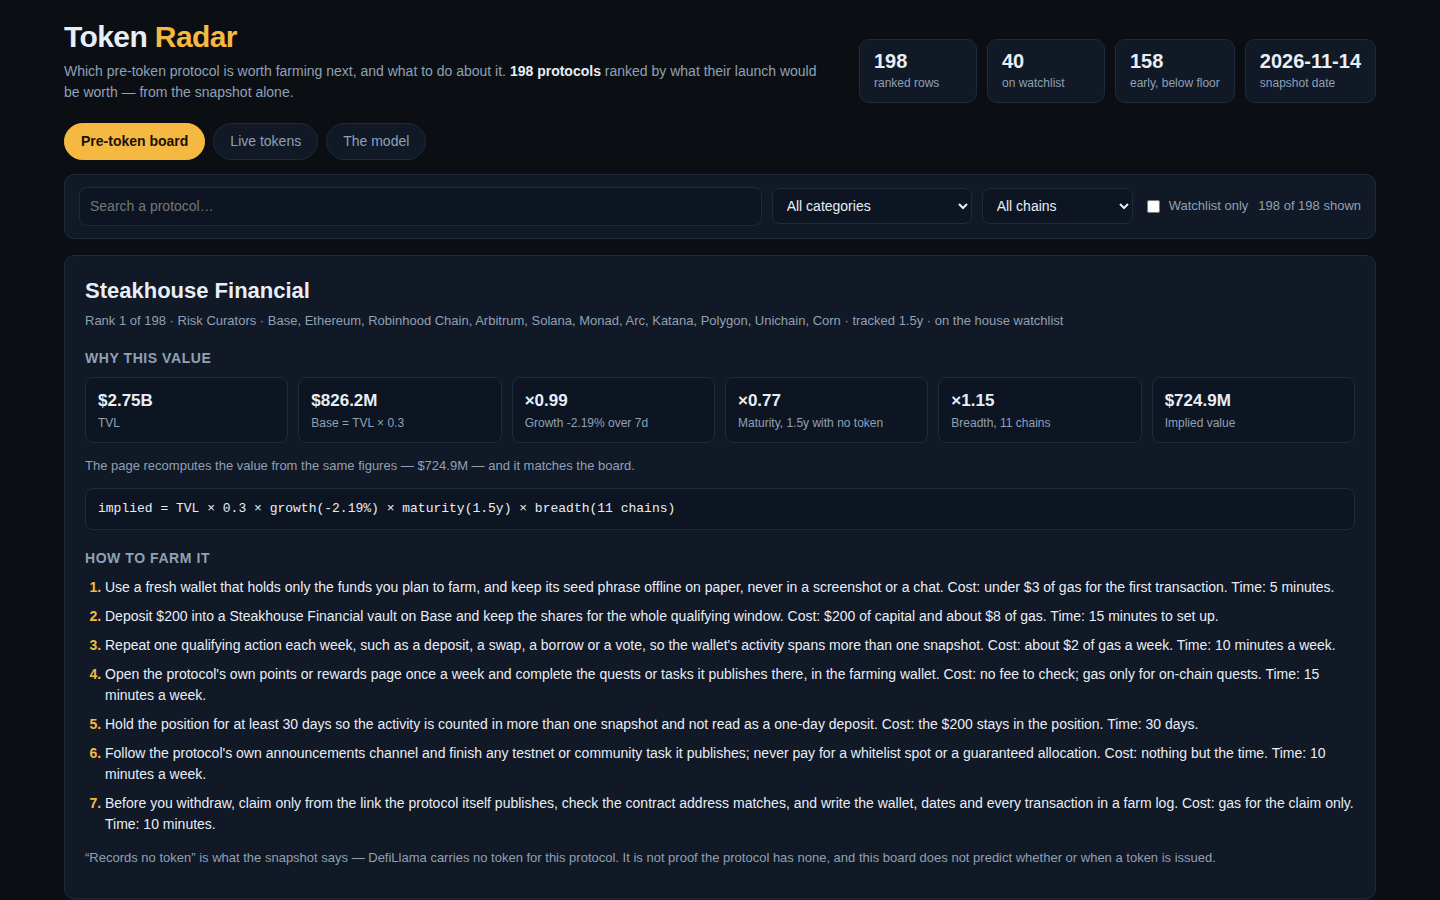 Token Radar
Which pre-token protocol is worth farming next, and what to do about it. 198 protocols ranked by what their launch would
be worth — from the snapshot alone.
198
ranked rows
40
on watchlist
158
early, below floor
2026-11-14
snapshot date
Pre-token board
Live tokens
The model
Search a protocol…
All categories
All chains
Watchlist only
198 of 198 shown
Steakhouse Financial
Rank 1 of 198 · Risk Curators · Base, Ethereum, Robinhood Chain, Arbitrum, Solana, Monad, Arc, Katana, Polygon, Unichain, Corn · tracked 1.5y · on the house watchlist
WHY THIS VALUE
$2.75B
TVL
$826.2M
Base = TVL × 0.3
×0.99
Growth -2.19% over 7d
×0.77
Maturity, 1.5y with no token
×1.15
Breadth, 11 chains
$724.9M
Implied value
The page recomputes the value from the same figures — $724.9M — and it matches the board.
implied = TVL × 0.3 × growth(-2.19%) × maturity(1.5y) × breadth(11 chains)
HOW TO FARM IT
1. Use a fresh wallet that holds only the funds you plan to farm, and keep its seed phrase offline on paper, never in a screenshot or a chat. Cost: under $3 of gas for the first transaction. Time: 5 minutes.
2. Deposit $200 into a Steakhouse Financial vault on Base and keep the shares for the whole qualifying window. Cost: $200 of capital and about $8 of gas. Time: 15 minutes to set up.
3. Repeat one qualifying action each week, such as a deposit, a swap, a borrow or a vote, so the wallet's activity spans more than one snapshot. Cost: about $2 of gas a week. Time: 10 minutes a week.
4. Open the protocol's own points or rewards page once a week and complete the quests or tasks it publishes there, in the farming wallet. Cost: no fee to check; gas only for on-chain quests. Time: 15
minutes a week.
5. Hold the position for at least 30 days so the activity is counted in more than one snapshot and not read as a one-day deposit. Cost: the $200 stays in the position. Time: 30 days.
6. Follow the protocol's own announcements channel and finish any testnet or community task it publishes; never pay for a whitelist spot or a guaranteed allocation. Cost: nothing but the time. Time: 10
minutes a week.
7. Before you withdraw, claim only from the link the protocol itself publishes, check the contract address matches, and write the wallet, dates and every transaction in a farm log. Cost: gas for the claim only.
Time: 10 minutes.
“Records no token” is what the snapshot says — DefiLlama carries no token for this protocol. It is not proof the protocol has none, and this board does not predict whether or when a token is issued.